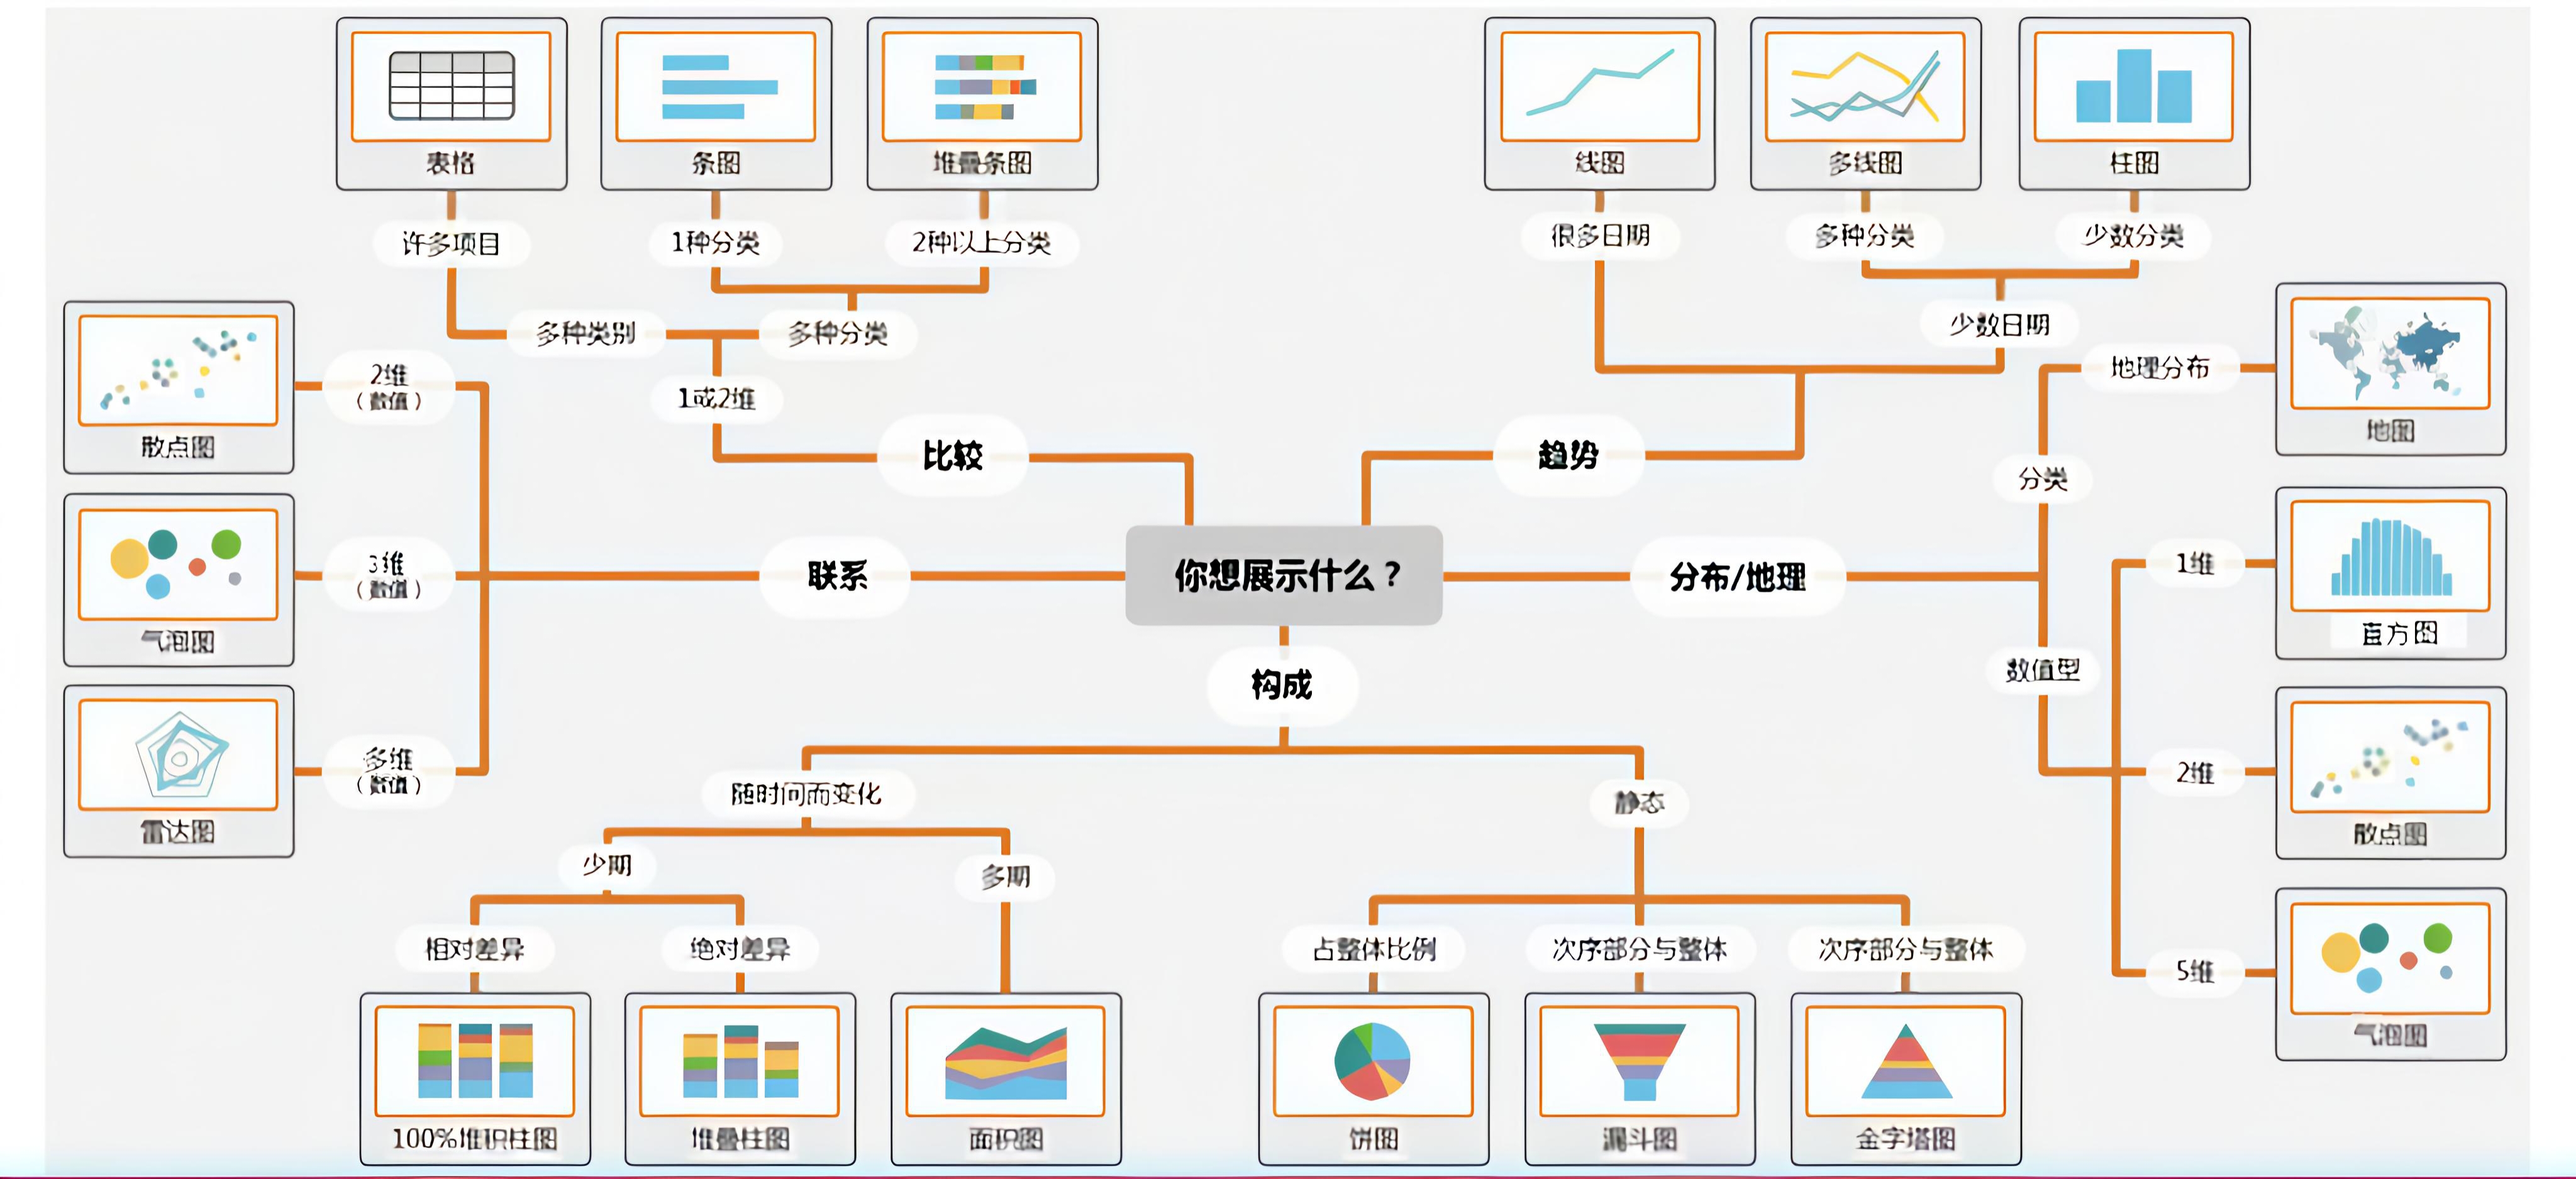 表格
条图
堆叠条图
线图
多线图
柱图
许多项目
1种分类
2种以上分类
很多日期
多种分类
少数分类
多种类别
多种分类
少数日期
1或2维
地理分布
地图
2维
(数值)
散点图
比较
趋势
分类
3维
(数值)
气泡图
联系
你想展示什么？
分布/地理
1维
直方图
构成
数值型
多维
(数值)
雷达图
2维
散点图
随时间而变化
静态
少期
多期
相对差异
绝对差异
占整体比例
次序部分与整体
次序部分与整体
5维
气泡图
100%堆积柱图
堆叠柱图
面积图
饼图
漏斗图
金字塔图